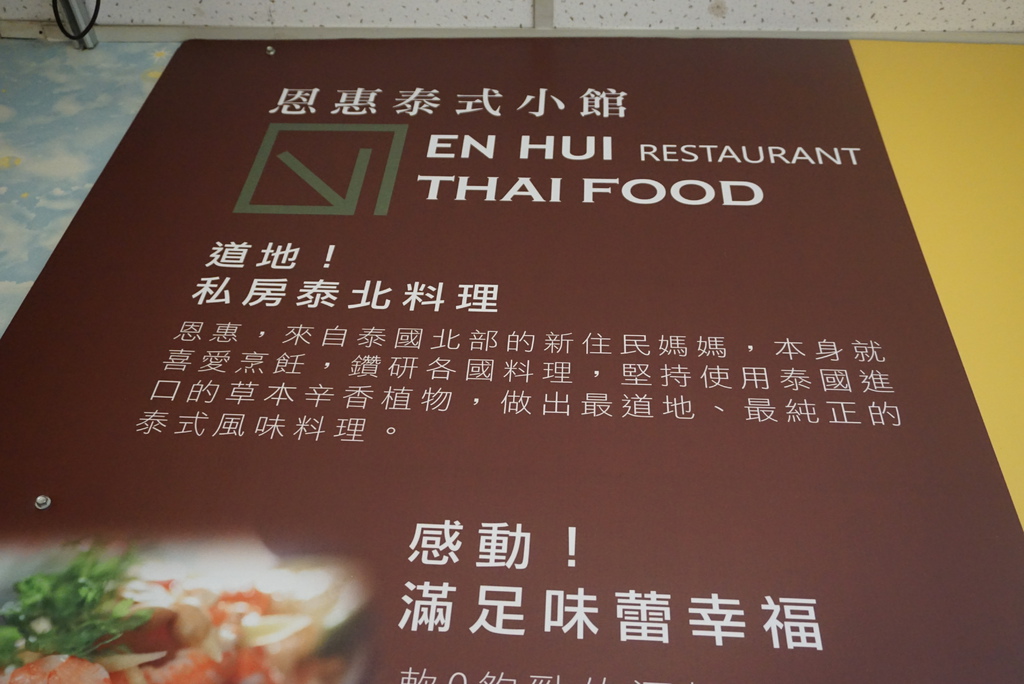 恩惠泰式小館
EN HUI RESTAURANT
THAI FOOD
道地！
私房泰北料理
恩惠，來自泰國北部的新住民媽媽，本身就
喜愛烹飪，鑽研各國料理，堅持使用泰國進
口的草本辛香植物，做出最道地、最純正的
泰式風味料理。
感動！
滿足味蕾幸福